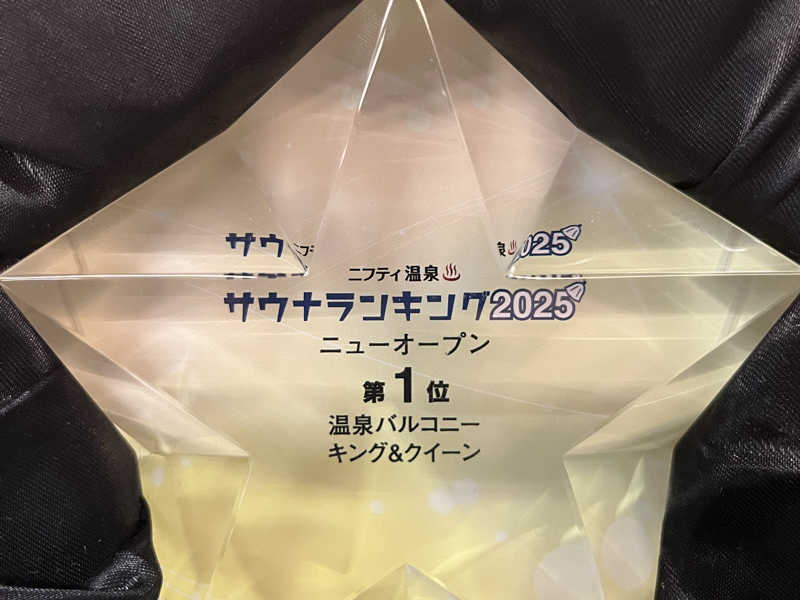 ニフティ温泉
サウナランキング2025
ニューオープン
第1位
温泉バルコニー
キング&クイーン